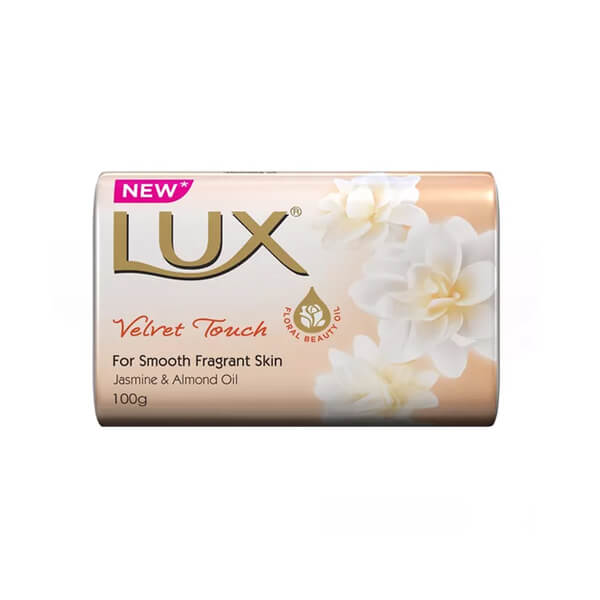 NEW*
LUX®
Velvet Touch
FLORAL BEAUTY OIL
For Smooth Fragrant Skin
Jasmine & Almond Oil
100g